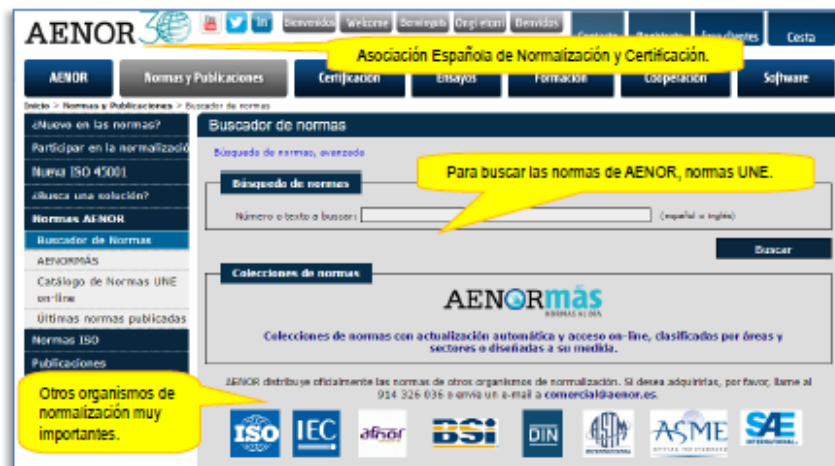 AENOR 30
Bienvenidos Welcome Benvinguts Ongi etorri Benvidos
Cesta
Asociación Española de Normalización y Certificación.
AENOR Normas y Publicaciones Certificación Ensayos Formación Cooperación Software
Inicio > Normas y Publicaciones > Buscador de normas
¿Nuevo en las normas?
Buscador de normas
Participar en la normalizació
Búsqueda de normas, avanzada
Nueva ISO 45001
Para buscar las normas de AENOR, normas UNE.
¿Busca una solución?
Búsqueda de normas
Normas AENOR
Número o texto a buscar: (español o inglés)
Buscador de Normas
Buscar
AENORMÁS
Catálogo de Normas UNE
on-line
Últimas normas publicadas
Normas ISO
Publicaciones
Colecciones de normas
AENORmás
NORMAS AL DÍA
Colecciones de normas con actualización automática y acceso on-line, clasificadas por áreas y
sectores o diseñadas a su medida.
AENOR distribuye oficialmente las normas de otros organismos de normalización. Si desea adquirirlas, por favor, llame al
914 326 036 o envíe un e-mail a comercial@aenor.es.
Otros organismos de
normalización muy
importantes.
ISO IEC afnor BSi DIN ASTM ASME SAE
INTERNATIONAL
INTERNATIONAL